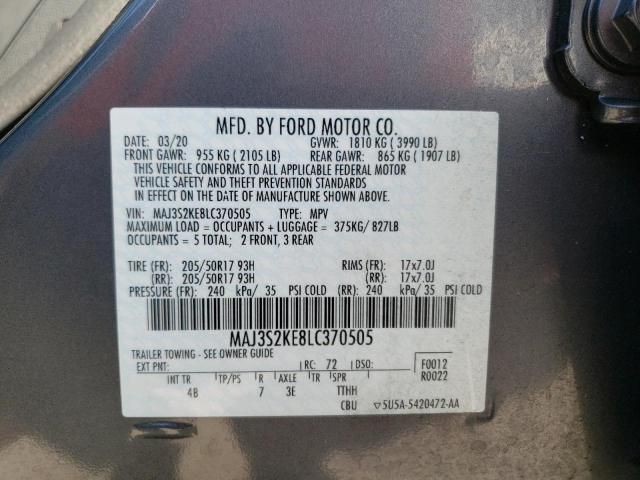 MFD. BY FORD MOTOR CO.
DATE: 03/20 GVWR: 1810 KG ( 3990 LB)
FRONT GAWR: 955 KG ( 2105 LB) REAR GAWR: 865 KG ( 1907 LB)
THIS VEHICLE CONFORMS TO ALL APPLICABLE FEDERAL MOTOR
VEHICLE SAFETY AND THEFT PREVENTION STANDARDS
IN EFFECT ON THE DATE OF MANUFACTURE SHOWN ABOVE.
VIN: MAJ3S2KE8LC370505 TYPE: MPV
MAXIMUM LOAD = OCCUPANTS + LUGGAGE = 375KG/ 827LB
OCCUPANTS = 5 TOTAL; 2 FRONT, 3 REAR
TIRE (FR): 205/50R17 93H RIMS (FR): 17x7.0J
(RR): 205/50R17 93H (RR): 17x7.0J
PRESSURE (FR): 240 kPa/ 35 PSI COLD (RR): 240 kPa/ 35 PSI COLD
MAJ3S2KE8LC370505
TRAILER TOWING - SEE OWNER GUIDE
EXT PNT: RC: 72 DSO: F0012
R0022
INT TR TP/PS R AXLE TR SPR
4B 7 3E TTHH
CBU ▽5U5A-5420472-AA